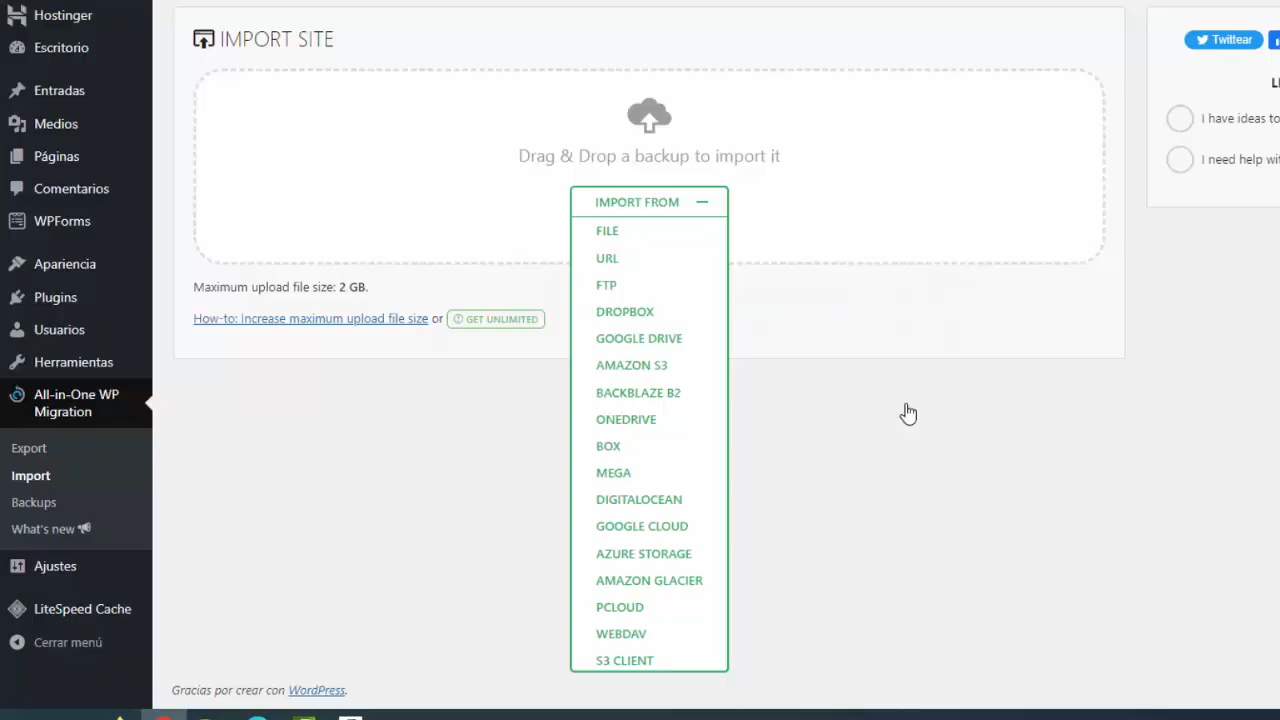 Hostinger
Escritorio
Entradas
Medios
Páginas
Comentarios
WPForms
Apariencia
Plugins
Usuarios
Herramientas
All-in-One WP
Migration
Export
Import
Backups
What's new
Ajustes
LiteSpeed Cache
Cerrar menú
IMPORT SITE
Drag & Drop a backup to import it
IMPORT FROM
FILE
URL
FTP
DROPBOX
GOOGLE DRIVE
AMAZON S3
BACKBLAZE B2
ONEDRIVE
BOX
MEGA
DIGITALOCEAN
GOOGLE CLOUD
AZURE STORAGE
AMAZON GLACIER
PCLOUD
WEBDAV
S3 CLIENT
Maximum upload file size: 2 GB.
How-to: Increase maximum upload file size or GET UNLIMITED
Gracias por crear con WordPress.
Twittear
I have ideas to
I need help